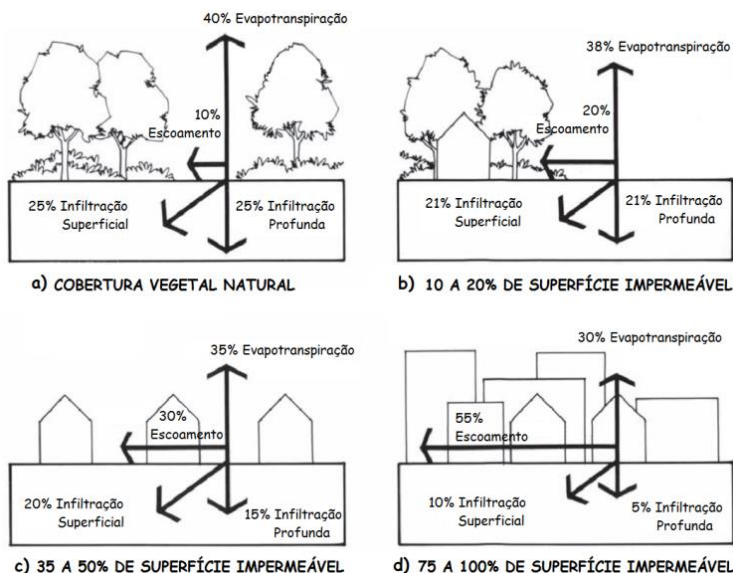 40% Evapotranspiração
10%
Escoamento
25% Infiltração
Superficial
25% Infiltração
Profunda
a) COBERTURA VEGETAL NATURAL
38% Evapotranspiração
20%
Escoamento
21% Infiltração
Superficial
21% Infiltração
Profunda
b) 10 A 20% DE SUPERFÍCIE IMPERMEÁVEL
35% Evapotranspiração
30%
Escoamento
20% Infiltração
Superficial
15% Infiltração
Profunda
c) 35 A 50% DE SUPERFÍCIE IMPERMEÁVEL
30% Evapotranspiração
55%
Escoamento
10% Infiltração
Superficial
5% Infiltração
Profunda
d) 75 A 100% DE SUPERFÍCIE IMPERMEÁVEL